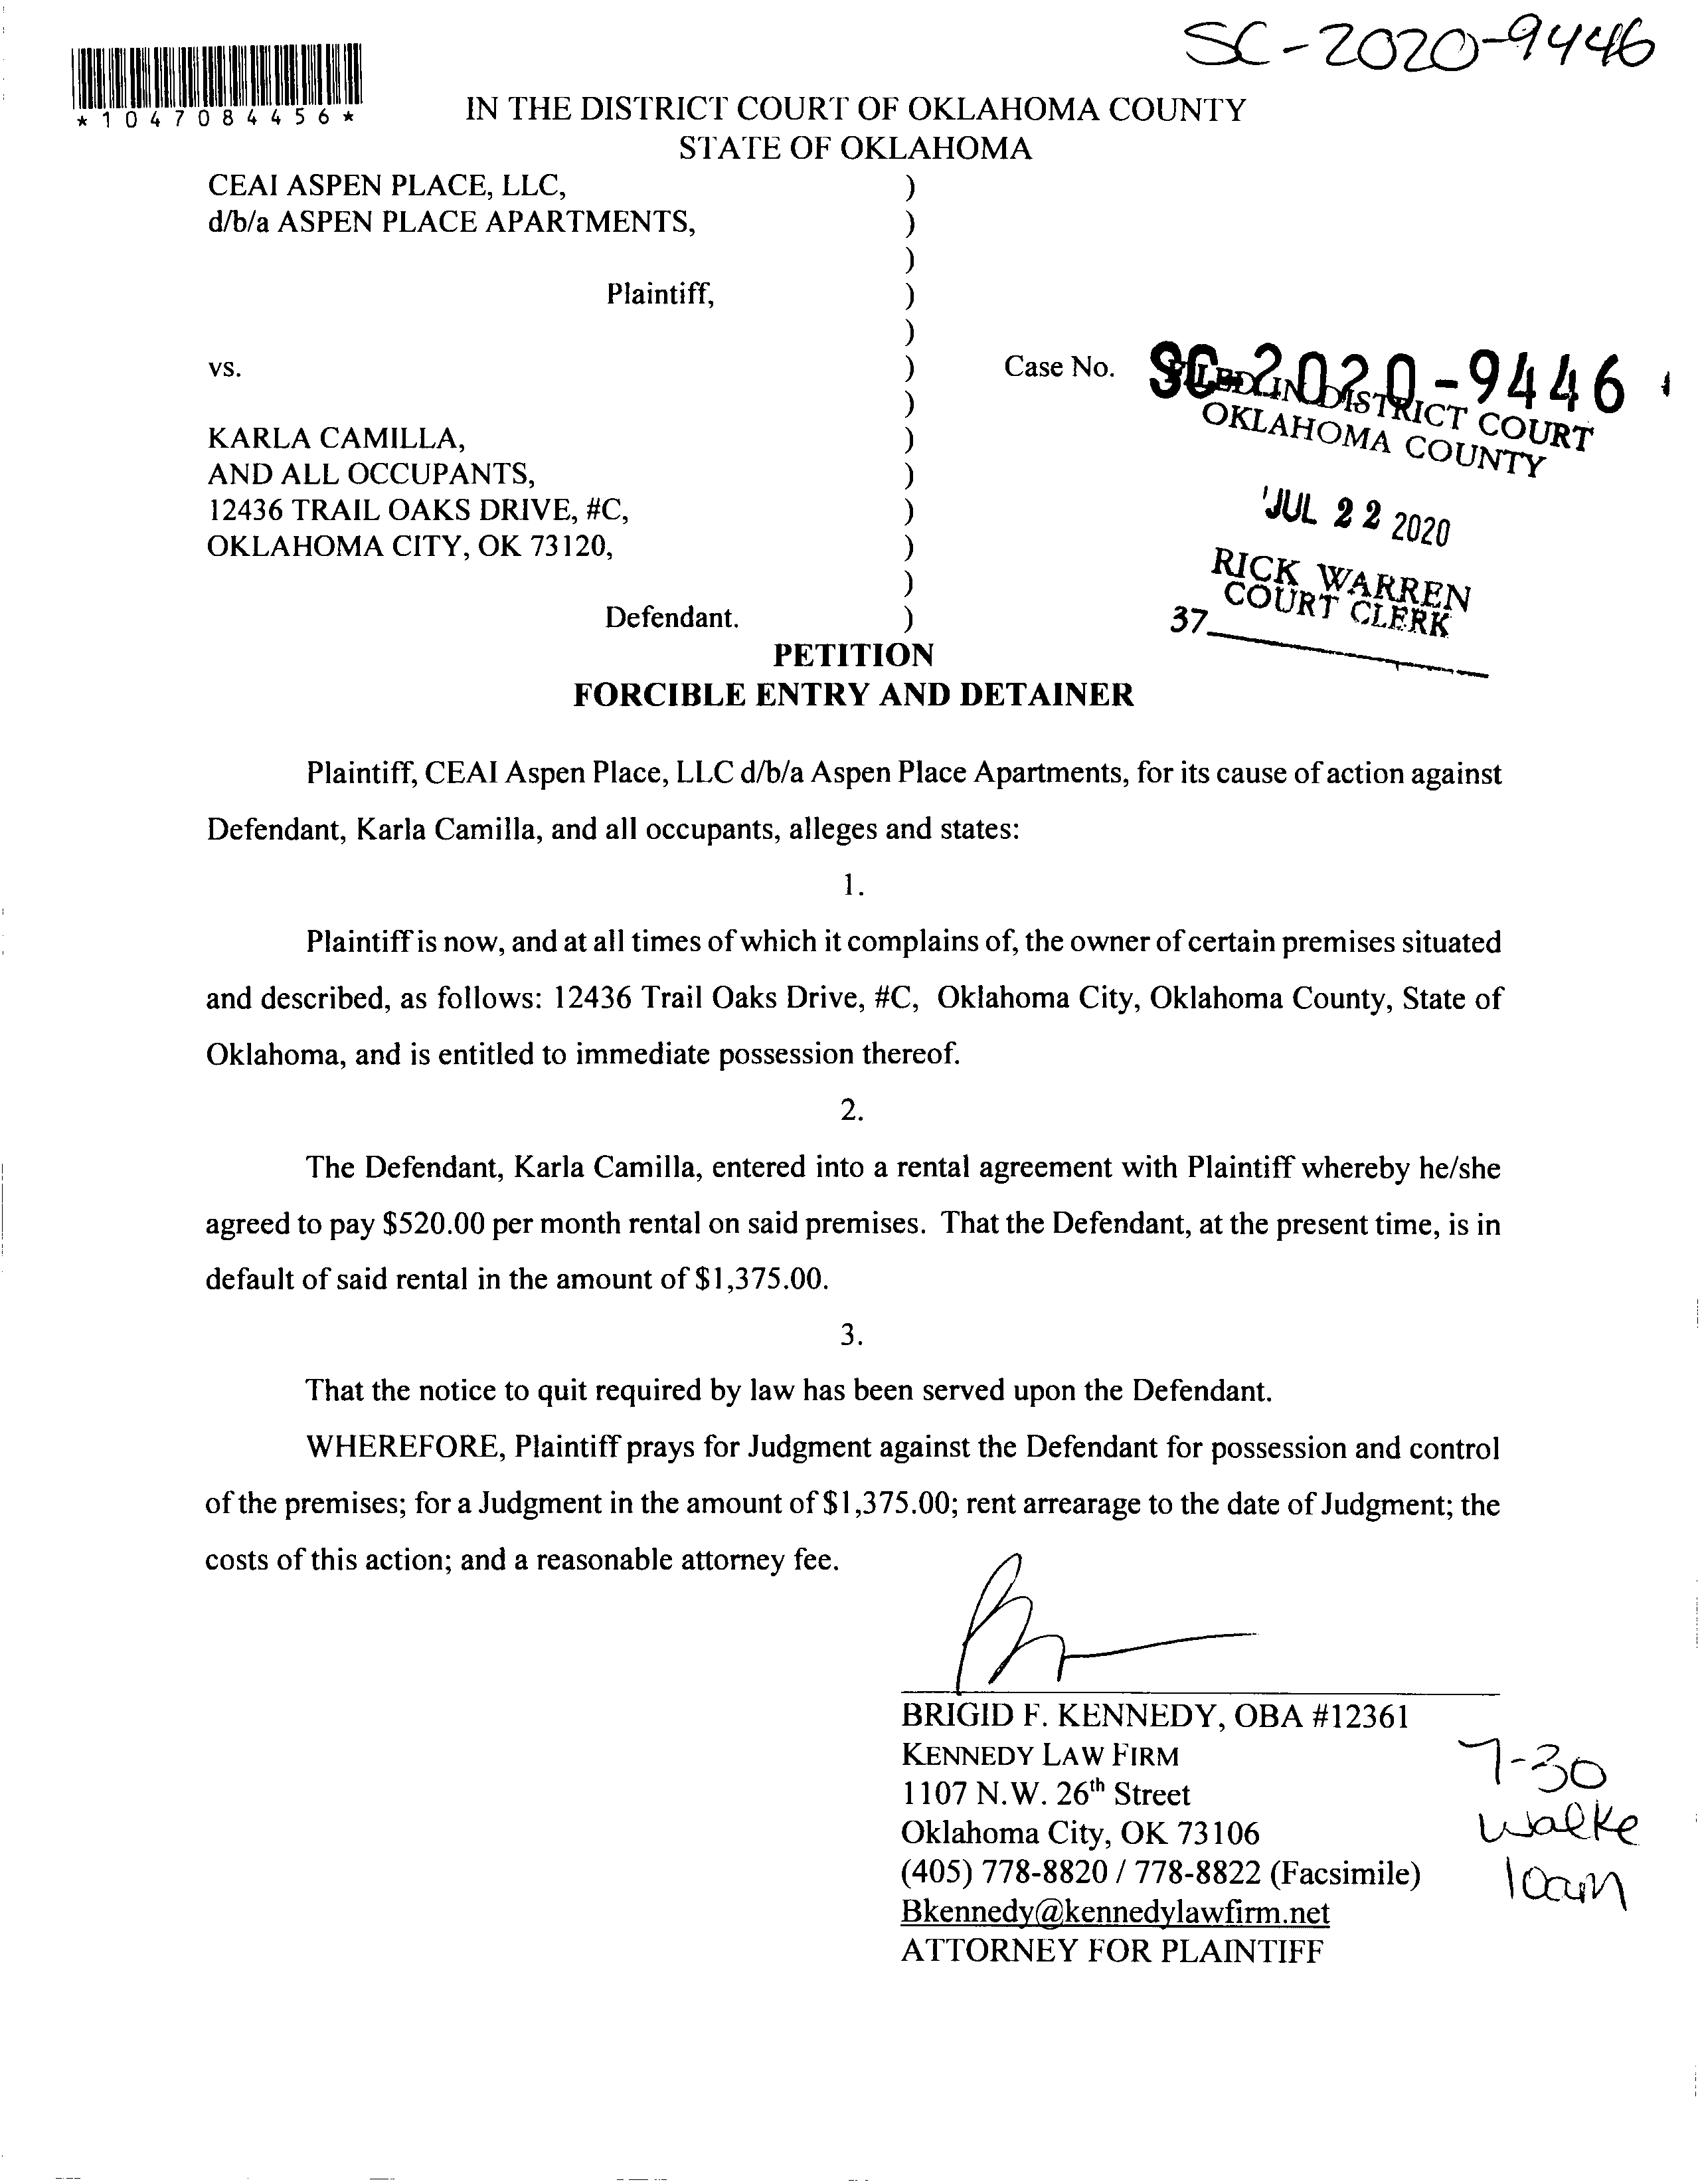 SC-2020-9446
*1047084456*
IN THE DISTRICT COURT OF OKLAHOMA COUNTY
STATE OF OKLAHOMA
CEAI ASPEN PLACE, LLC, )
d/b/a ASPEN PLACE APARTMENTS, )
)
Plaintiff, )
)
vs. ) Case No. SC-2020-9446
)
FILED IN DISTRICT COURT
OKLAHOMA COUNTY
KARLA CAMILLA, )
AND ALL OCCUPANTS, )
12436 TRAIL OAKS DRIVE, #C, )
JUL 22 2020
OKLAHOMA CITY, OK 73120, )
)
RICK WARREN
COURT CLERK
Defendant. )
37
PETITION
FORCIBLE ENTRY AND DETAINER
Plaintiff, CEAI Aspen Place, LLC d/b/a Aspen Place Apartments, for its cause of action against
Defendant, Karla Camilla, and all occupants, alleges and states:
1.
Plaintiff is now, and at all times of which it complains of, the owner of certain premises situated
and described, as follows: 12436 Trail Oaks Drive, #C, Oklahoma City, Oklahoma County, State of
Oklahoma, and is entitled to immediate possession thereof.
2.
The Defendant, Karla Camilla, entered into a rental agreement with Plaintiff whereby he/she
agreed to pay $520.00 per month rental on said premises. That the Defendant, at the present time, is in
default of said rental in the amount of $1,375.00.
3.
That the notice to quit required by law has been served upon the Defendant.
WHEREFORE, Plaintiff prays for Judgment against the Defendant for possession and control
of the premises; for a Judgment in the amount of $1,375.00; rent arrearage to the date of Judgment; the
costs of this action; and a reasonable attorney fee.
BRIGID F. KENNEDY, OBA #12361
KENNEDY LAW FIRM
1107 N.W. 26th Street
Oklahoma City, OK 73106
(405) 778-8820 / 778-8822 (Facsimile)
Bkennedy@kennedylawfirm.net
ATTORNEY FOR PLAINTIFF
7-30
Walke
10am